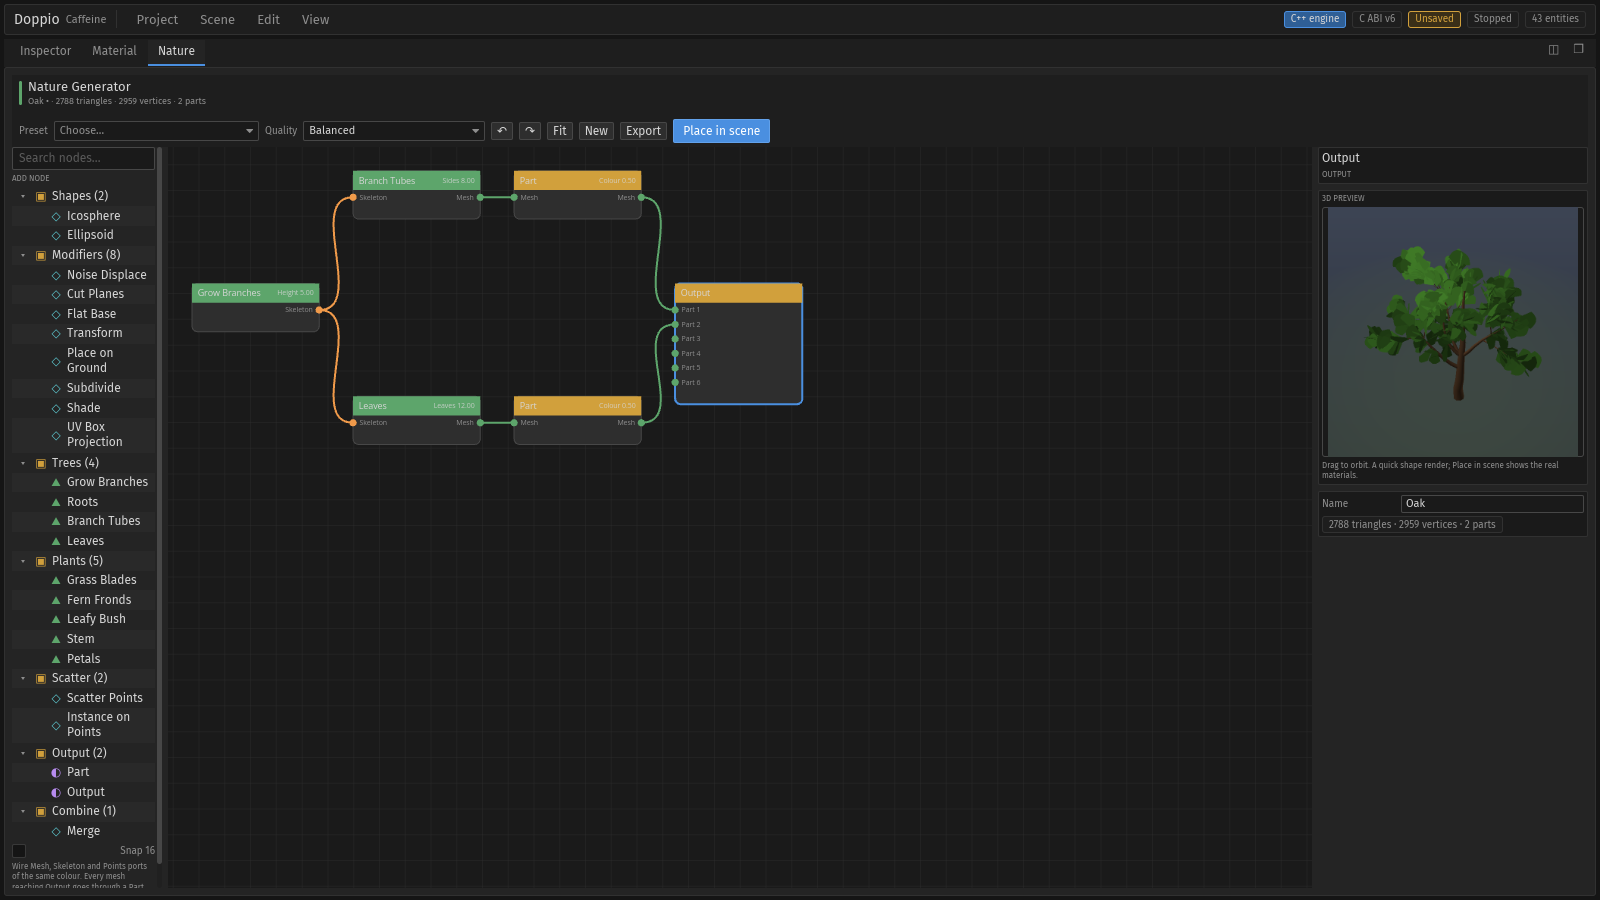 Doppio Caffeine Project Scene Edit View C++ engine C ABI v6 Unsaved Stopped 43 entities
Inspector Material Nature
Nature Generator
Oak • · 2788 triangles · 2959 vertices · 2 parts
Preset Choose... Quality Balanced ↶ ↷ Fit New Export Place in scene
Search nodes...
ADD NODE
Shapes (2)
Icosphere
Ellipsoid
Modifiers (8)
Noise Displace
Cut Planes
Flat Base
Transform
Place on
Ground
Subdivide
Shade
UV Box
Projection
Trees (4)
Grow Branches
Roots
Branch Tubes
Leaves
Plants (5)
Grass Blades
Fern Fronds
Leafy Bush
Stem
Petals
Scatter (2)
Scatter Points
Instance on
Points
Output (2)
Part
Output
Combine (1)
Merge
Snap 16
Wire Mesh, Skeleton and Points ports
of the same colour. Every mesh
reaching Output goes through a Part
Branch Tubes Sides 8.00
Skeleton Mesh
Part Colour 0.50
Mesh Mesh
Grow Branches Height 5.00
Skeleton
Output
Part 1
Part 2
Part 3
Part 4
Part 5
Part 6
Leaves Leaves 12.00
Skeleton Mesh
Part Colour 0.50
Mesh Mesh
Output
OUTPUT
3D PREVIEW
Drag to orbit. A quick shape render; Place in scene shows the real
materials.
Name Oak
2788 triangles · 2959 vertices · 2 parts